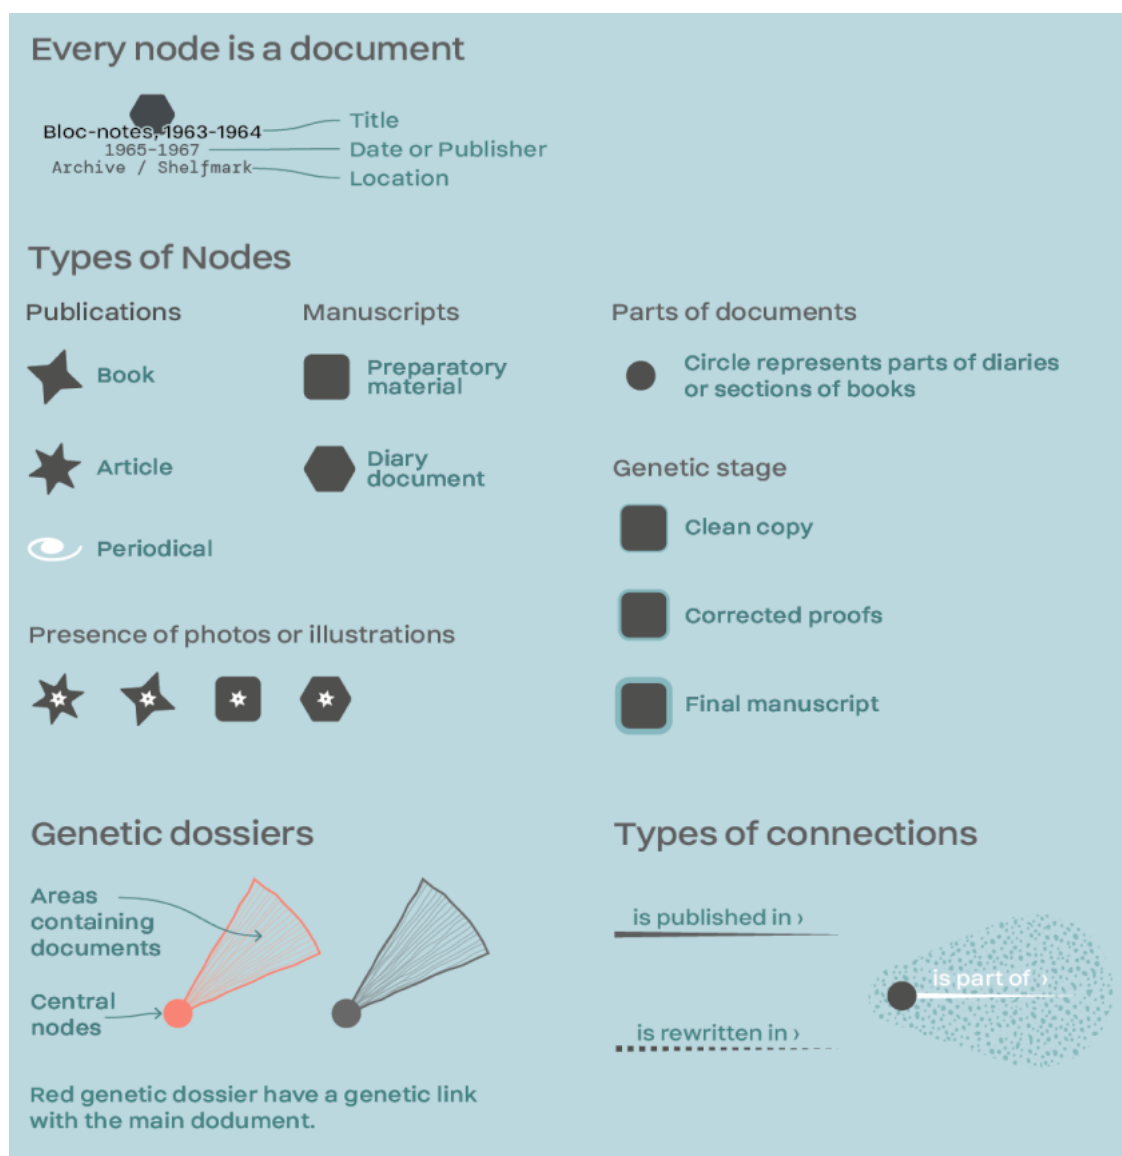 Every node is a document
Bloc-notes, 1963-1964
1965-1967
Archive / Shelfmark
Title
Date or Publisher
Location
Types of Nodes
Publications
Book
Article
Periodical
Manuscripts
Preparatory
material
Diary
document
Parts of documents
Circle represents parts of diaries
or sections of books
Genetic stage
Clean copy
Corrected proofs
Final manuscript
Presence of photos or illustrations
Genetic dossiers
Areas
containing
documents
Central
nodes
Red genetic dossier have a genetic link
with the main dodument.
Types of connections
is published in ›
is part of ›
is rewritten in ›